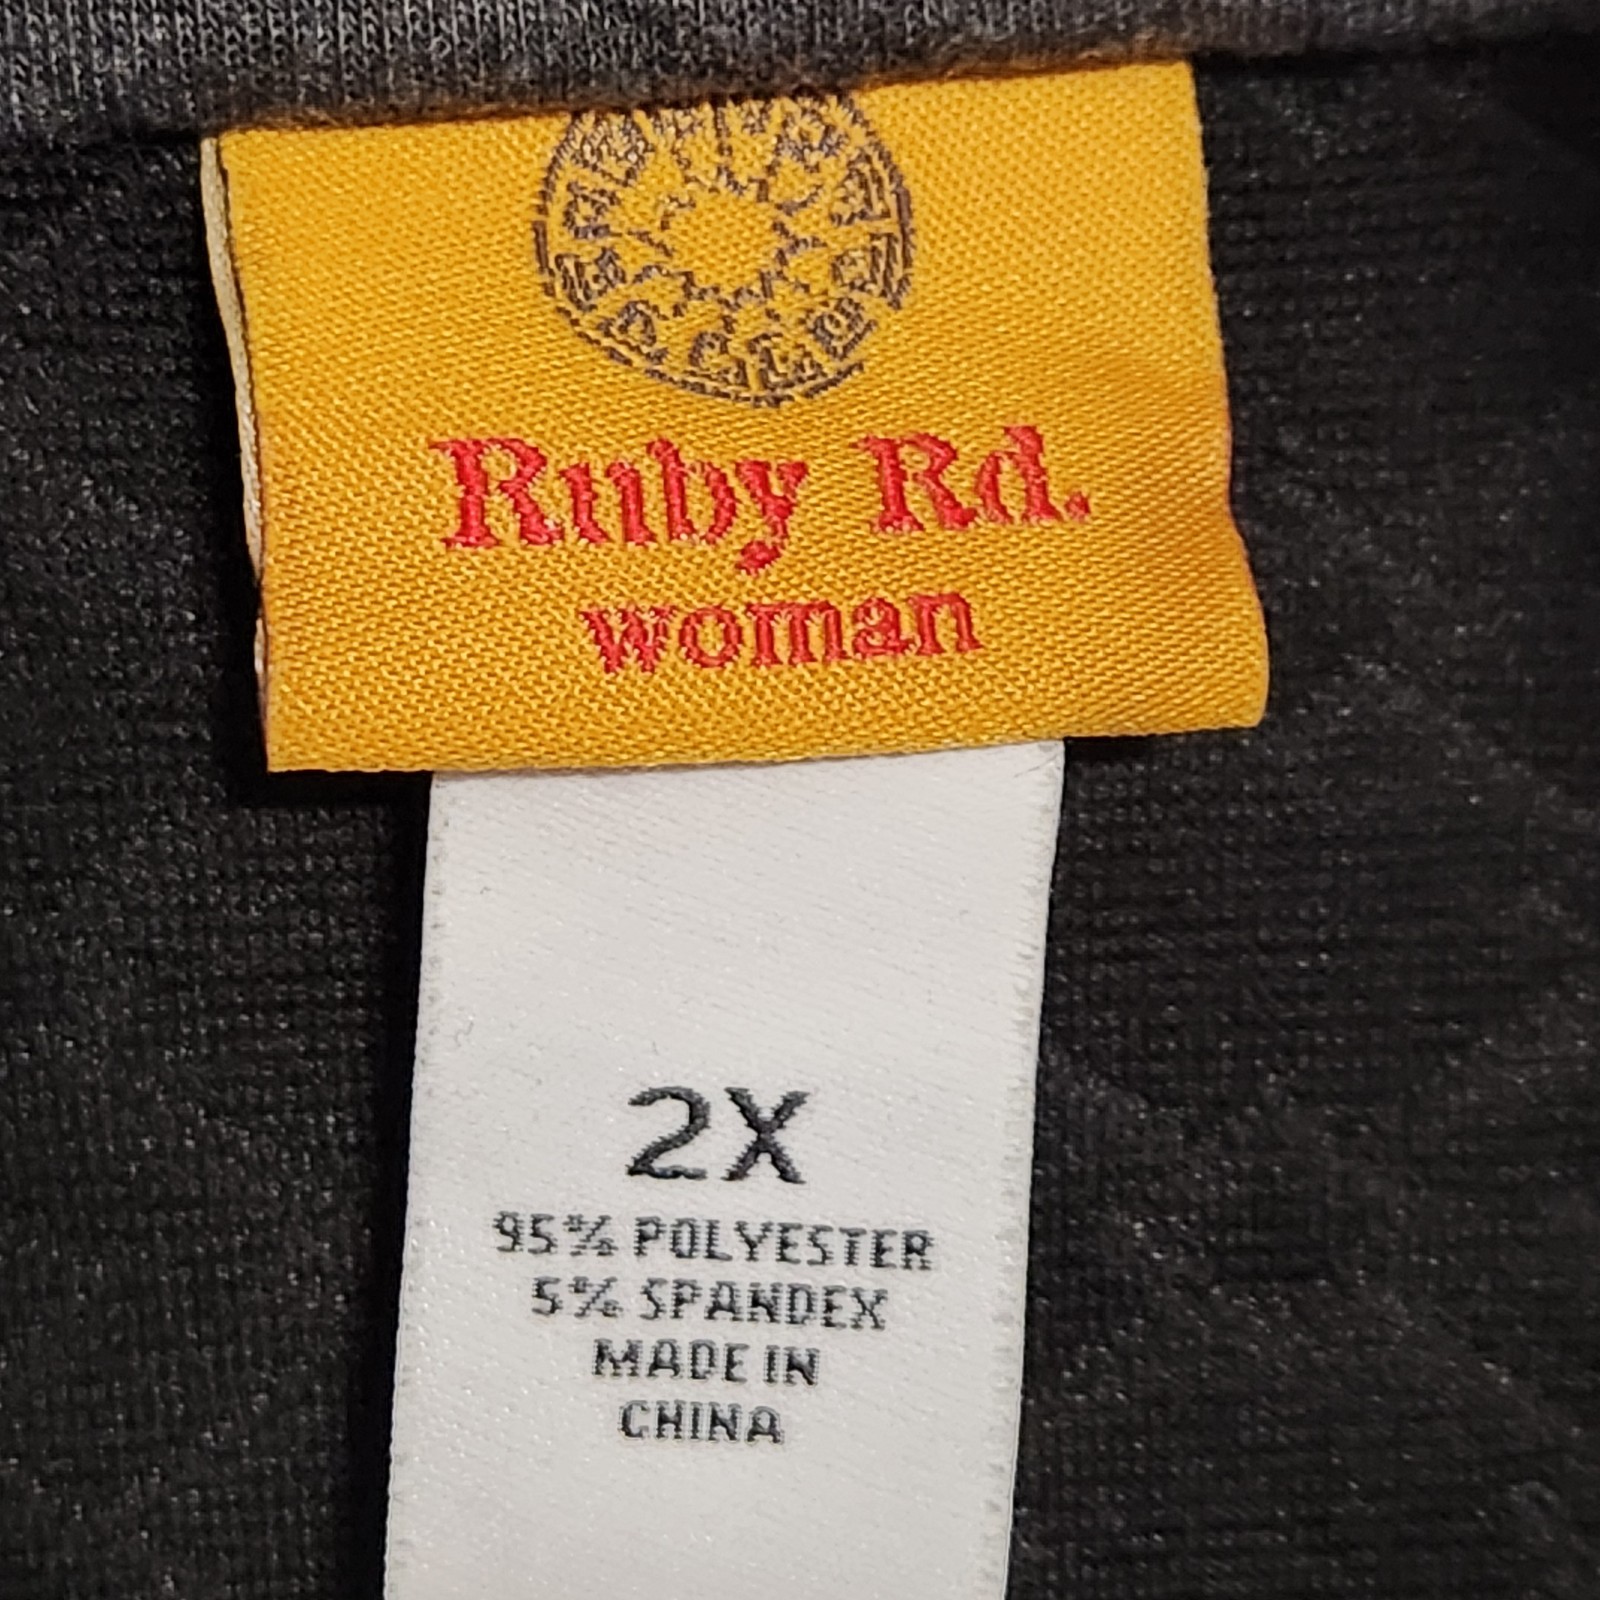 Ruby Rd.
woman
2X
95% POLYESTER
5% SPANDEX
MADE IN
CHINA